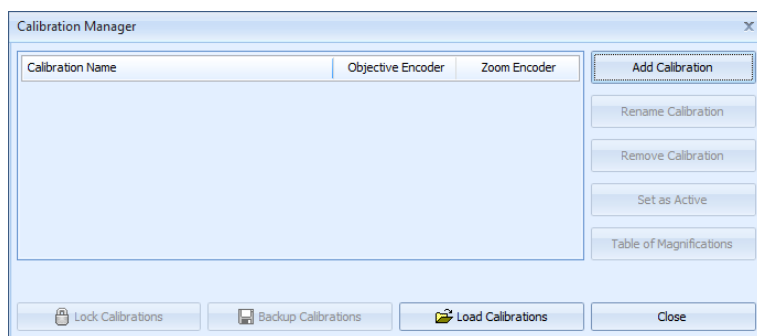 Calibration Manager
Calibration Name Objective Encoder Zoom Encoder
Add Calibration
Rename Calibration
Remove Calibration
Set as Active
Table of Magnifications
Lock Calibrations Backup Calibrations Load Calibrations Close